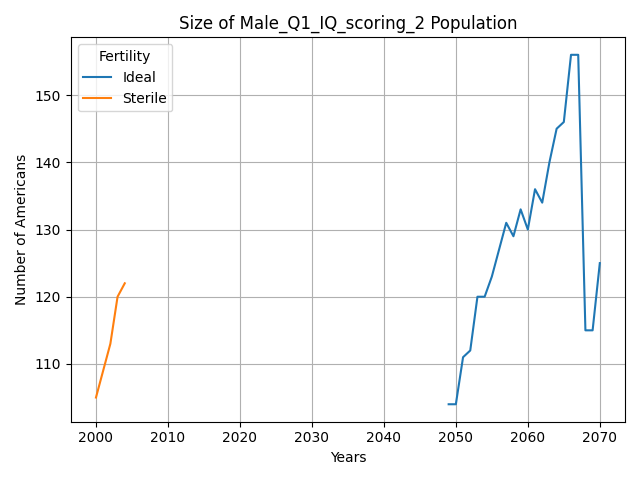 Size of Male_Q1_IQ_scoring_2 Population
Fertility
Ideal
Sterile
Number of Americans
150
140
130
120
110
2000 2010 2020 2030 2040 2050 2060 2070
Years